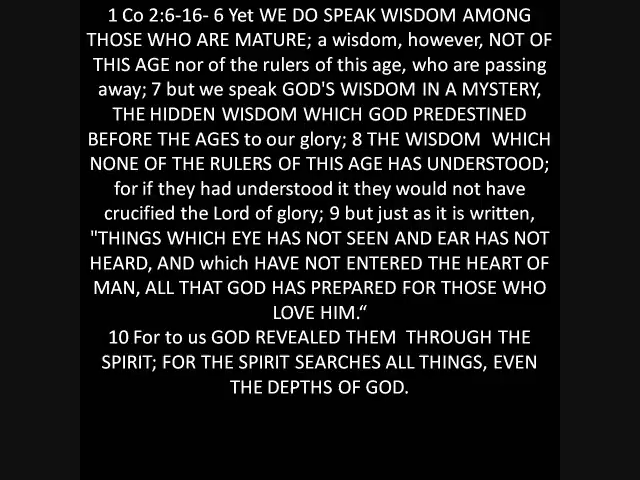 1 Co 2:6-16- 6 Yet WE DO SPEAK WISDOM AMONG
THOSE WHO ARE MATURE; a wisdom, however, NOT OF
THIS AGE nor of the rulers of this age, who are passing
away; 7 but we speak GOD'S WISDOM IN A MYSTERY,
THE HIDDEN WISDOM WHICH GOD PREDESTINED
BEFORE THE AGES to our glory; 8 THE WISDOM  WHICH
NONE OF THE RULERS OF THIS AGE HAS UNDERSTOOD;
for if they had understood it they would not have
crucified the Lord of glory; 9 but just as it is written,
"THINGS WHICH EYE HAS NOT SEEN AND EAR HAS NOT
HEARD, AND which HAVE NOT ENTERED THE HEART OF
MAN, ALL THAT GOD HAS PREPARED FOR THOSE WHO
LOVE HIM.“
10 For to us GOD REVEALED THEM  THROUGH THE
SPIRIT; FOR THE SPIRIT SEARCHES ALL THINGS, EVEN
THE DEPTHS OF GOD.